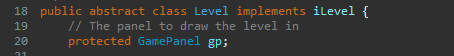 18 public abstract class Level implements iLevel {
19 // The panel to draw the level in
20 protected GamePanel gp;